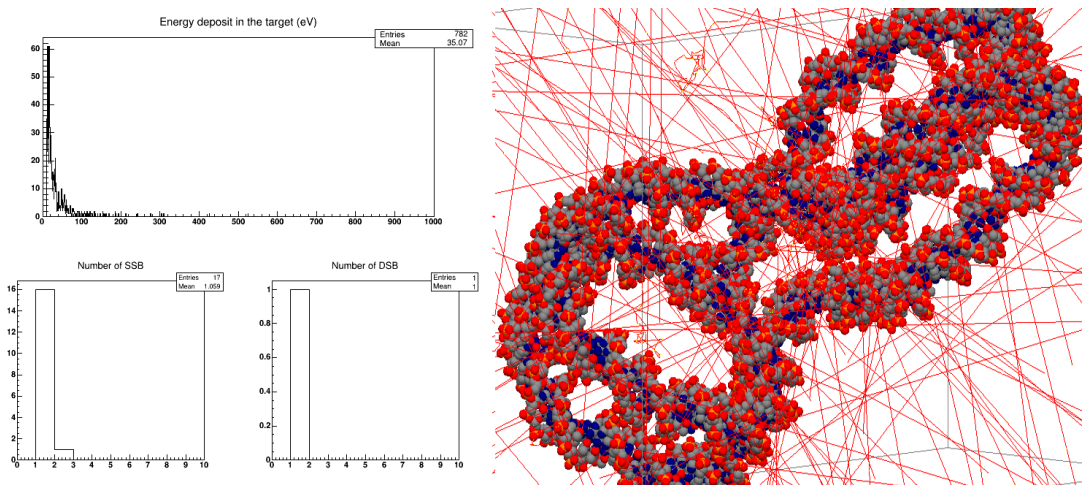 Energy deposit in the target (eV)
Entries 782
Mean 35.07
60
50
40
30
20
10
0
0 100 200 300 400 500 600 700 800 900 1000
Number of SSB
Entries 17
Mean 1.059
16
14
12
10
8
6
4
2
0
0 1 2 3 4 5 6 7 8 9 10
Number of DSB
Entries 1
Mean 1
1
0.8
0.6
0.4
0.2
0
0 1 2 3 4 5 6 7 8 9 10